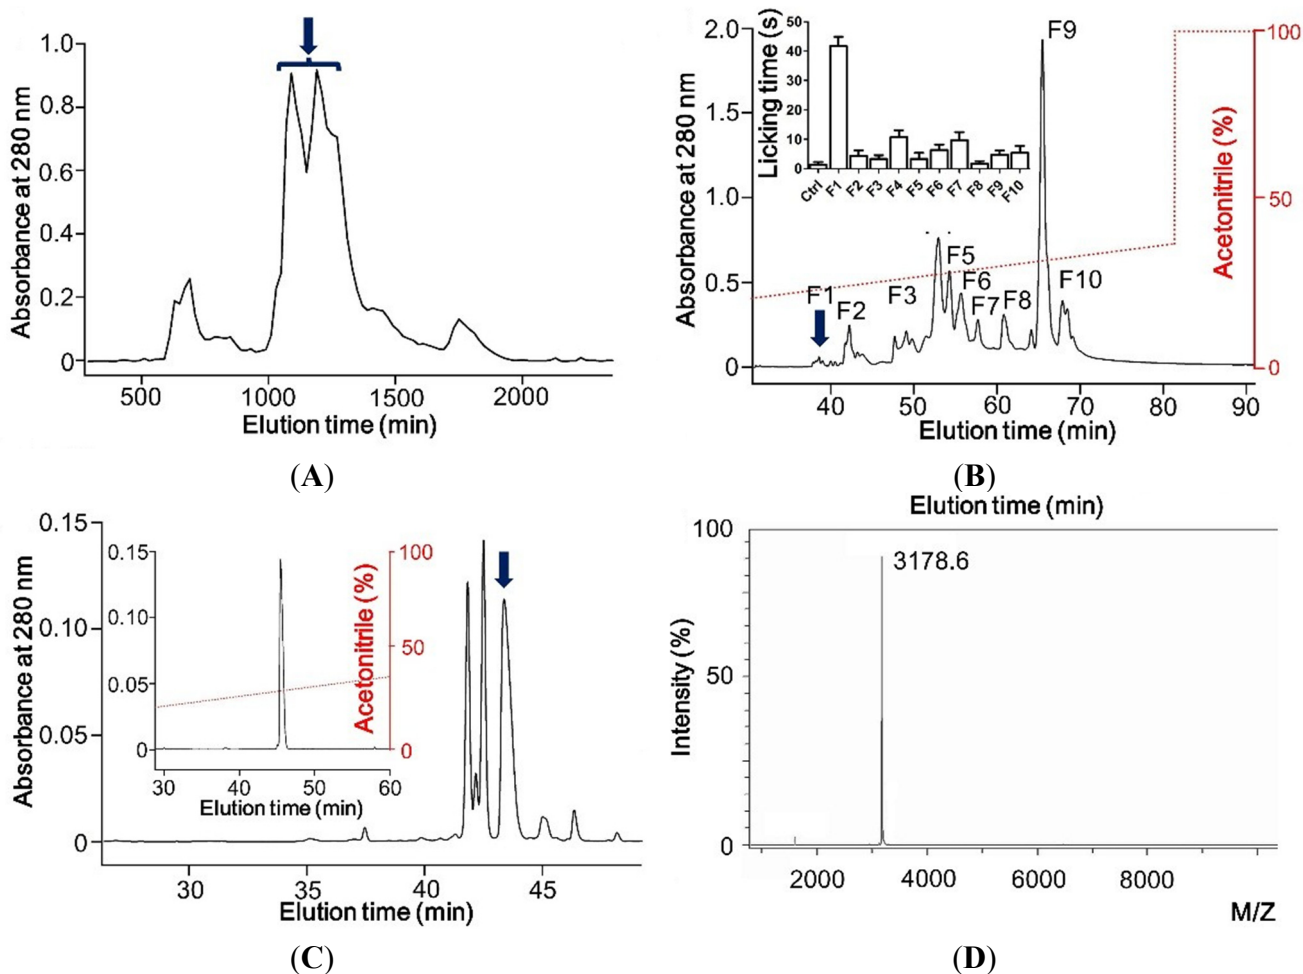 1.0
0.8
0.6
0.4
0.2
0
Absorbance at 280 nm
500
1000
1500
2000
Elution time (min)
(A)
2.0
1.5
1.0
0.5
0
Absorbance at 280 nm
50
40
30
20
10
0
Licking time (s)
Ctrl
F1
F2
F3
F4
F5
F6
F7
F8
F9
F10
F1
F2
F3
F5
F6
F7
F8
F9
F10
100
50
0
Acetonitrile (%)
40
50
60
70
80
90
Elution time (min)
(B)
0.15
0.10
0.05
0
Absorbance at 280 nm
0.15
0.10
0.05
0
100
50
0
Acetonitrile (%)
30
40
50
60
Elution time (min)
30
35
40
45
Elution time (min)
(C)
Elution time (min)
100
50
0
Intensity (%)
3178.6
2000
4000
6000
8000
M/Z
(D)